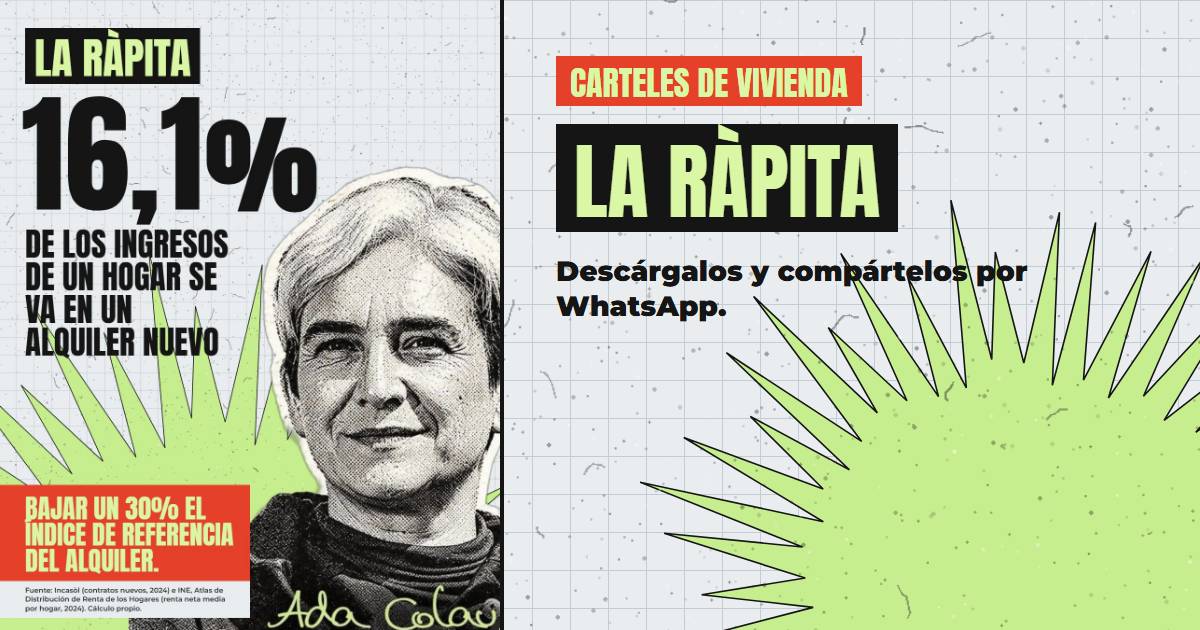 LA RÀPITA
16,1%
DE LOS INGRESOS
DE UN HOGAR SE
VA EN UN
ALQUILER NUEVO
BAJAR UN 30% EL
ÍNDICE DE REFERENCIA
DEL ALQUILER.
Fuente: Incasòl (contratos nuevos, 2024) e INE, Atlas de
Distribución de Renta de los Hogares (renta neta media
por hogar, 2024). Cálculo propio.
Ada Colau
CARTELES DE VIVIENDA
LA RÀPITA
Descárgalos y compártelos por
WhatsApp.